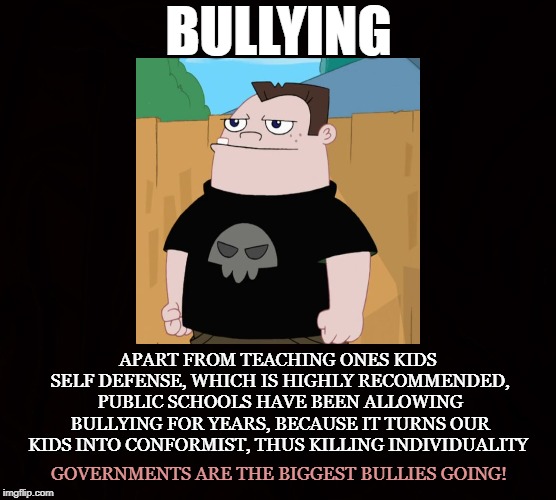 BULLYING
APART FROM TEACHING ONES KIDS
SELF DEFENSE, WHICH IS HIGHLY RECOMMENDED,
PUBLIC SCHOOLS HAVE BEEN ALLOWING
BULLYING FOR YEARS, BECAUSE IT TURNS OUR
KIDS INTO CONFORMIST, THUS KILLING INDIVIDUALITY
GOVERNMENTS ARE THE BIGGEST BULLIES GOING!
imgflip.com